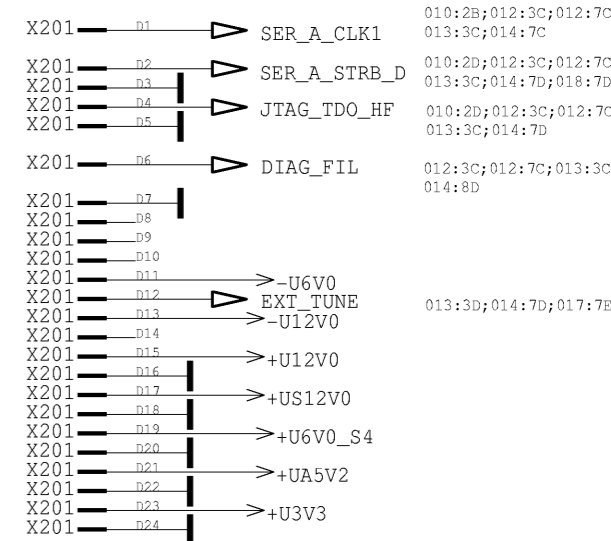 X201 D1 SER_A_CLK1 010:2B;012:3C;012:7C
013:3C;014:7C
X201 D2 SER_A_STRB_D 010:2D;012:3C;012:7C
X201 D3 013:3C;014:7D;018:7D
X201 D4 JTAG_TDO_HF 010:2D;012:3C;012:7C
X201 D5 013:3C;014:7D
X201 D6 DIAG_FIL 012:3C;012:7C;013:3C
014:8D
X201 D7
X201 D8
X201 D9
X201 D10
X201 D11 -U6V0
X201 D12 EXT_TUNE 013:3D;014:7D;017:7E
X201 D13 -U12V0
X201 D14
X201 D15 +U12V0
X201 D16
X201 D17 +US12V0
X201 D18
X201 D19 +U6V0_S4
X201 D20
X201 D21 +UA5V2
X201 D22
X201 D23 +U3V3
X201 D24